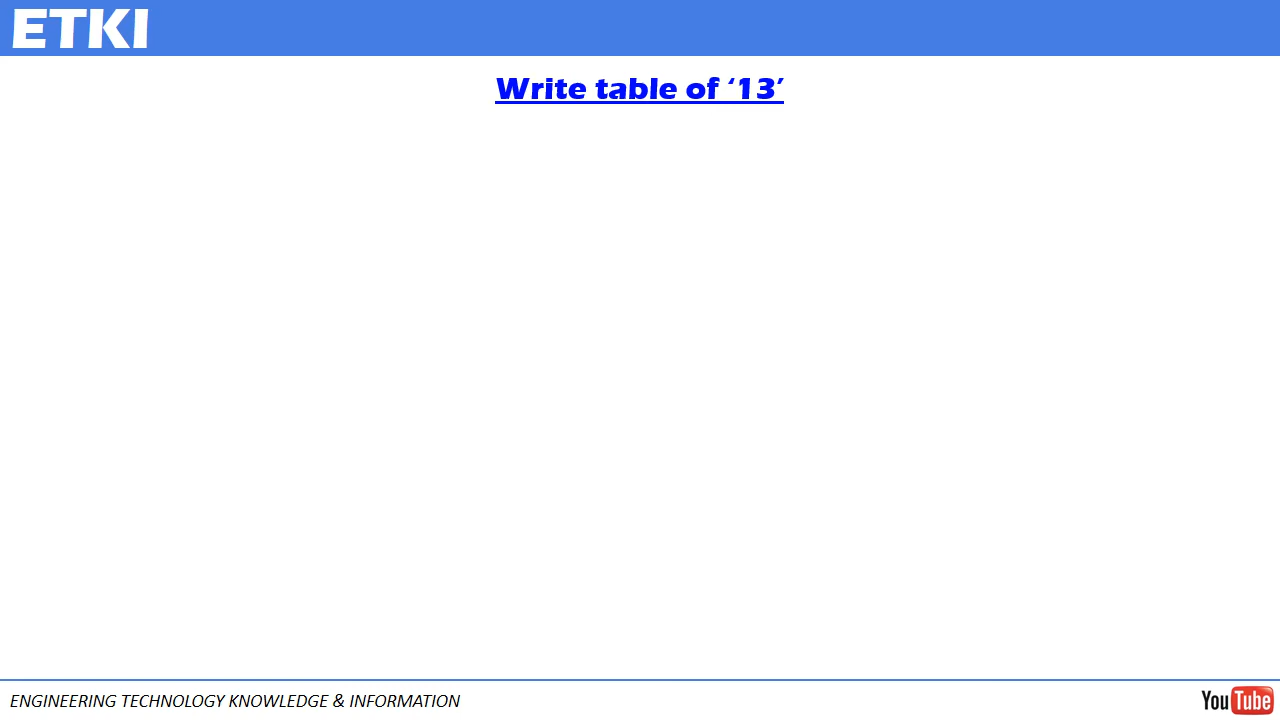 ETKI
Write table of ‘13’
ENGINEERING TECHNOLOGY KNOWLEDGE & INFORMATION
YouTube